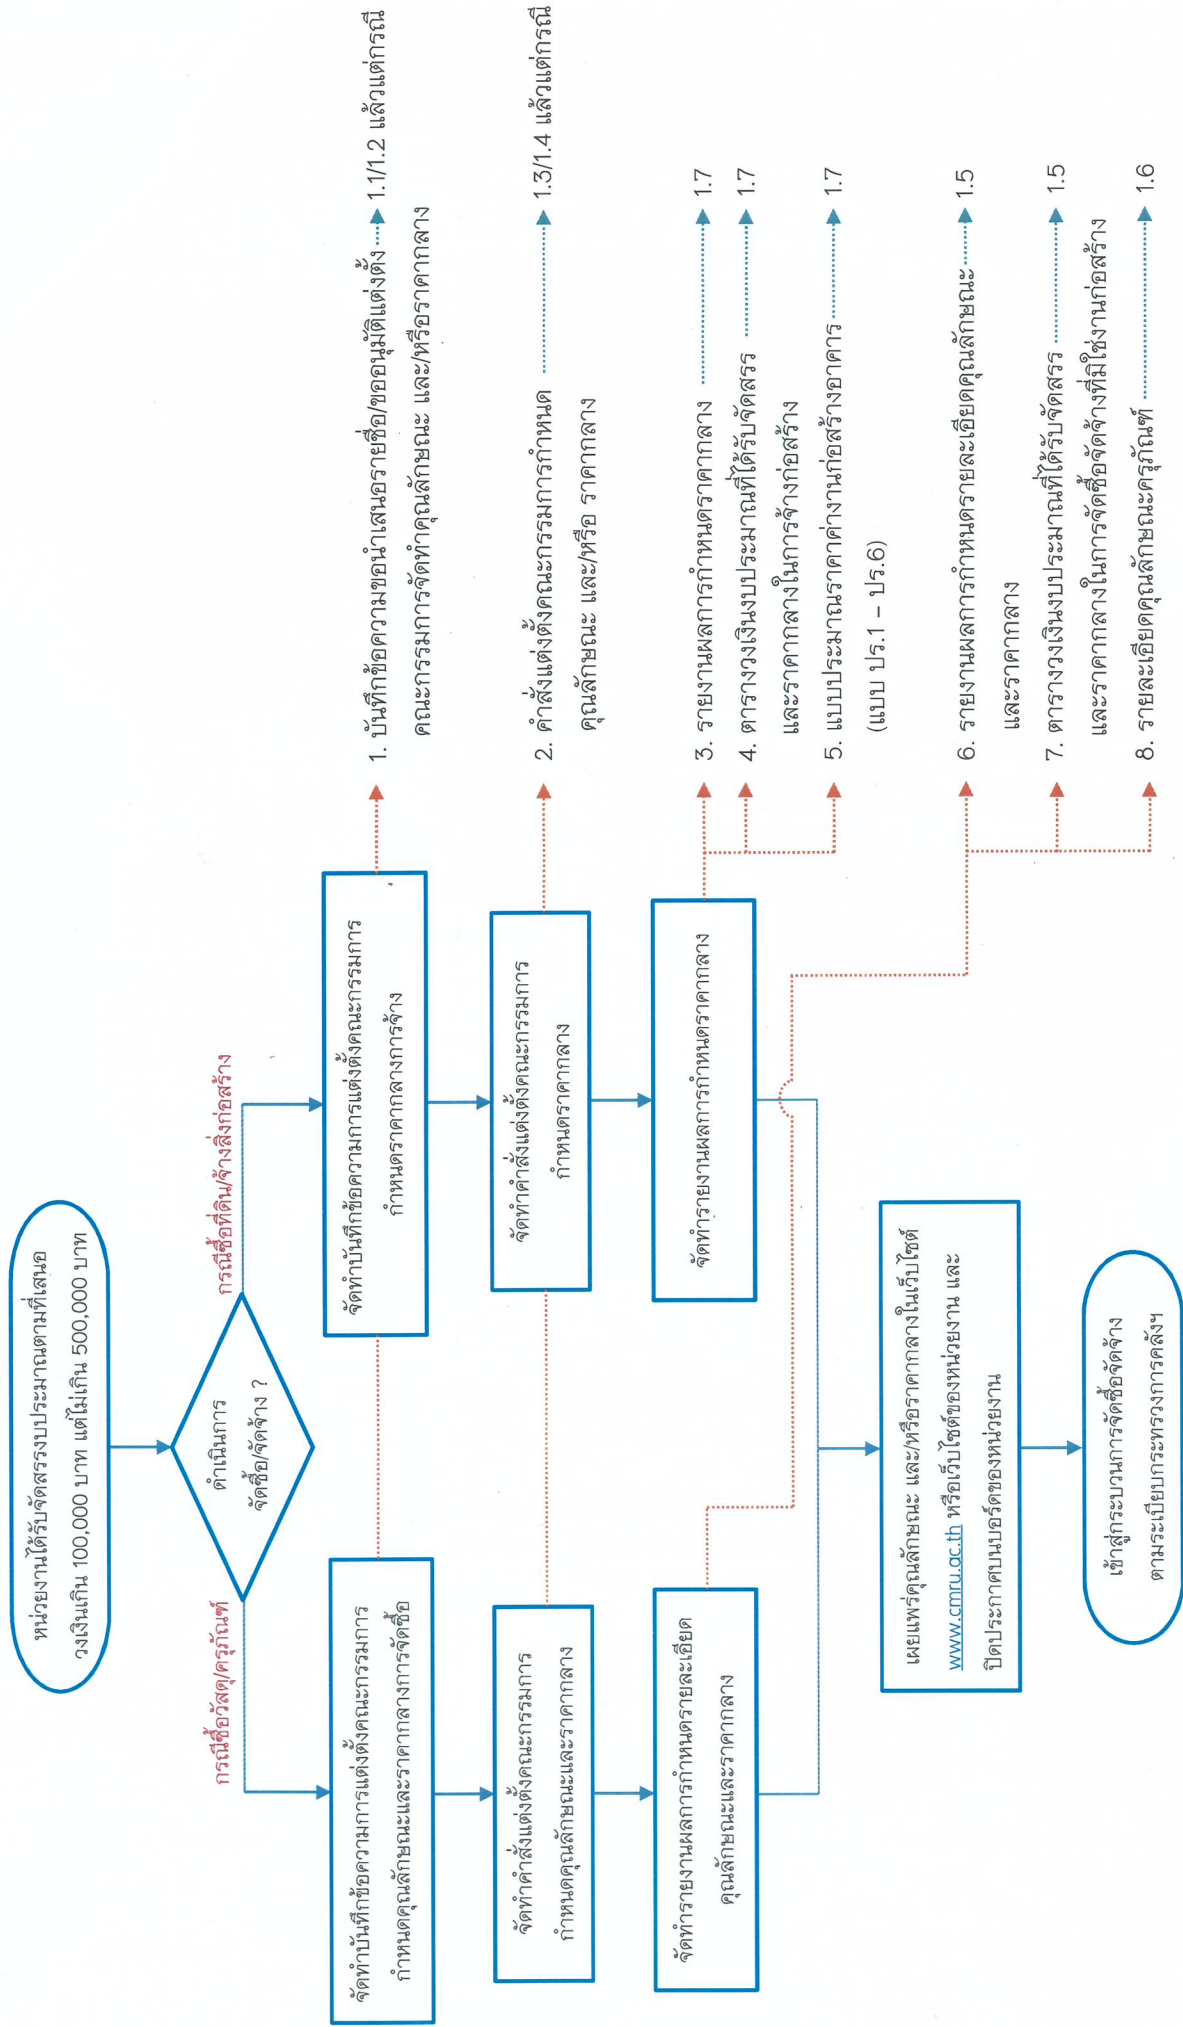 หน่วยงานได้รับจัดสรรงบประมาณตามที่เสนอ
วงเงินเกิน 100,000 บาท แต่ไม่เกิน 500,000 บาท
ดำเนินการ
จัดซื้อ/จัดจ้าง ?
กรณีซื้อวัสดุ/ครุภัณฑ์
กรณีซื้อที่ดิน/จ้างสิ่งก่อสร้าง
จัดทำบันทึกข้อความการแต่งตั้งคณะกรรมการ
กำหนดคุณลักษณะและราคากลางการจัดซื้อ
จัดทำบันทึกข้อความการแต่งตั้งคณะกรรมการ
กำหนดราคากลางการจ้าง
1. บันทึกข้อความขอนำเสนอรายชื่อ/ขออนุมัติแต่งตั้ง 1.1/1.2 แล้วแต่กรณี
คณะกรรมการจัดทำคุณลักษณะ และ/หรือราคากลาง
จัดทำคำสั่งแต่งตั้งคณะกรรมการ
กำหนดคุณลักษณะและราคากลาง
จัดทำคำสั่งแต่งตั้งคณะกรรมการ
กำหนดราคากลาง
2. คำสั่งแต่งตั้งคณะกรรมการกำหนด 1.3/1.4 แล้วแต่กรณี
คุณลักษณะ และ/หรือ ราคากลาง
จัดทำรายงานผลการกำหนดรายละเอียด
คุณลักษณะและราคากลาง
จัดทำรายงานผลการกำหนดราคากลาง
3. รายงานผลการกำหนดราคากลาง 1.7
4. ตารางวงเงินงบประมาณที่ได้รับจัดสรร 1.7
และราคากลางในการจ้างก่อสร้าง
5. แบบประมาณราคาค่างานก่อสร้างอาคาร 1.7
(แบบ ปร.1 – ปร.6)
6. รายงานผลการกำหนดรายละเอียดคุณลักษณะ 1.5
และราคากลาง
7. ตารางวงเงินงบประมาณที่ได้รับจัดสรร 1.5
และราคากลางในการจัดซื้อจัดจ้างที่มิใช่งานก่อสร้าง
8. รายละเอียดคุณลักษณะครุภัณฑ์ 1.6
เผยแพร่คุณลักษณะ และ/หรือราคากลางในเว็บไซต์
www.cmru.ac.th หรือเว็บไซต์ของหน่วยงาน และ
ปิดประกาศบนบอร์ดของหน่วยงาน
เข้าสู่กระบวนการจัดซื้อจัดจ้าง
ตามระเบียบกระทรวงการคลังฯ